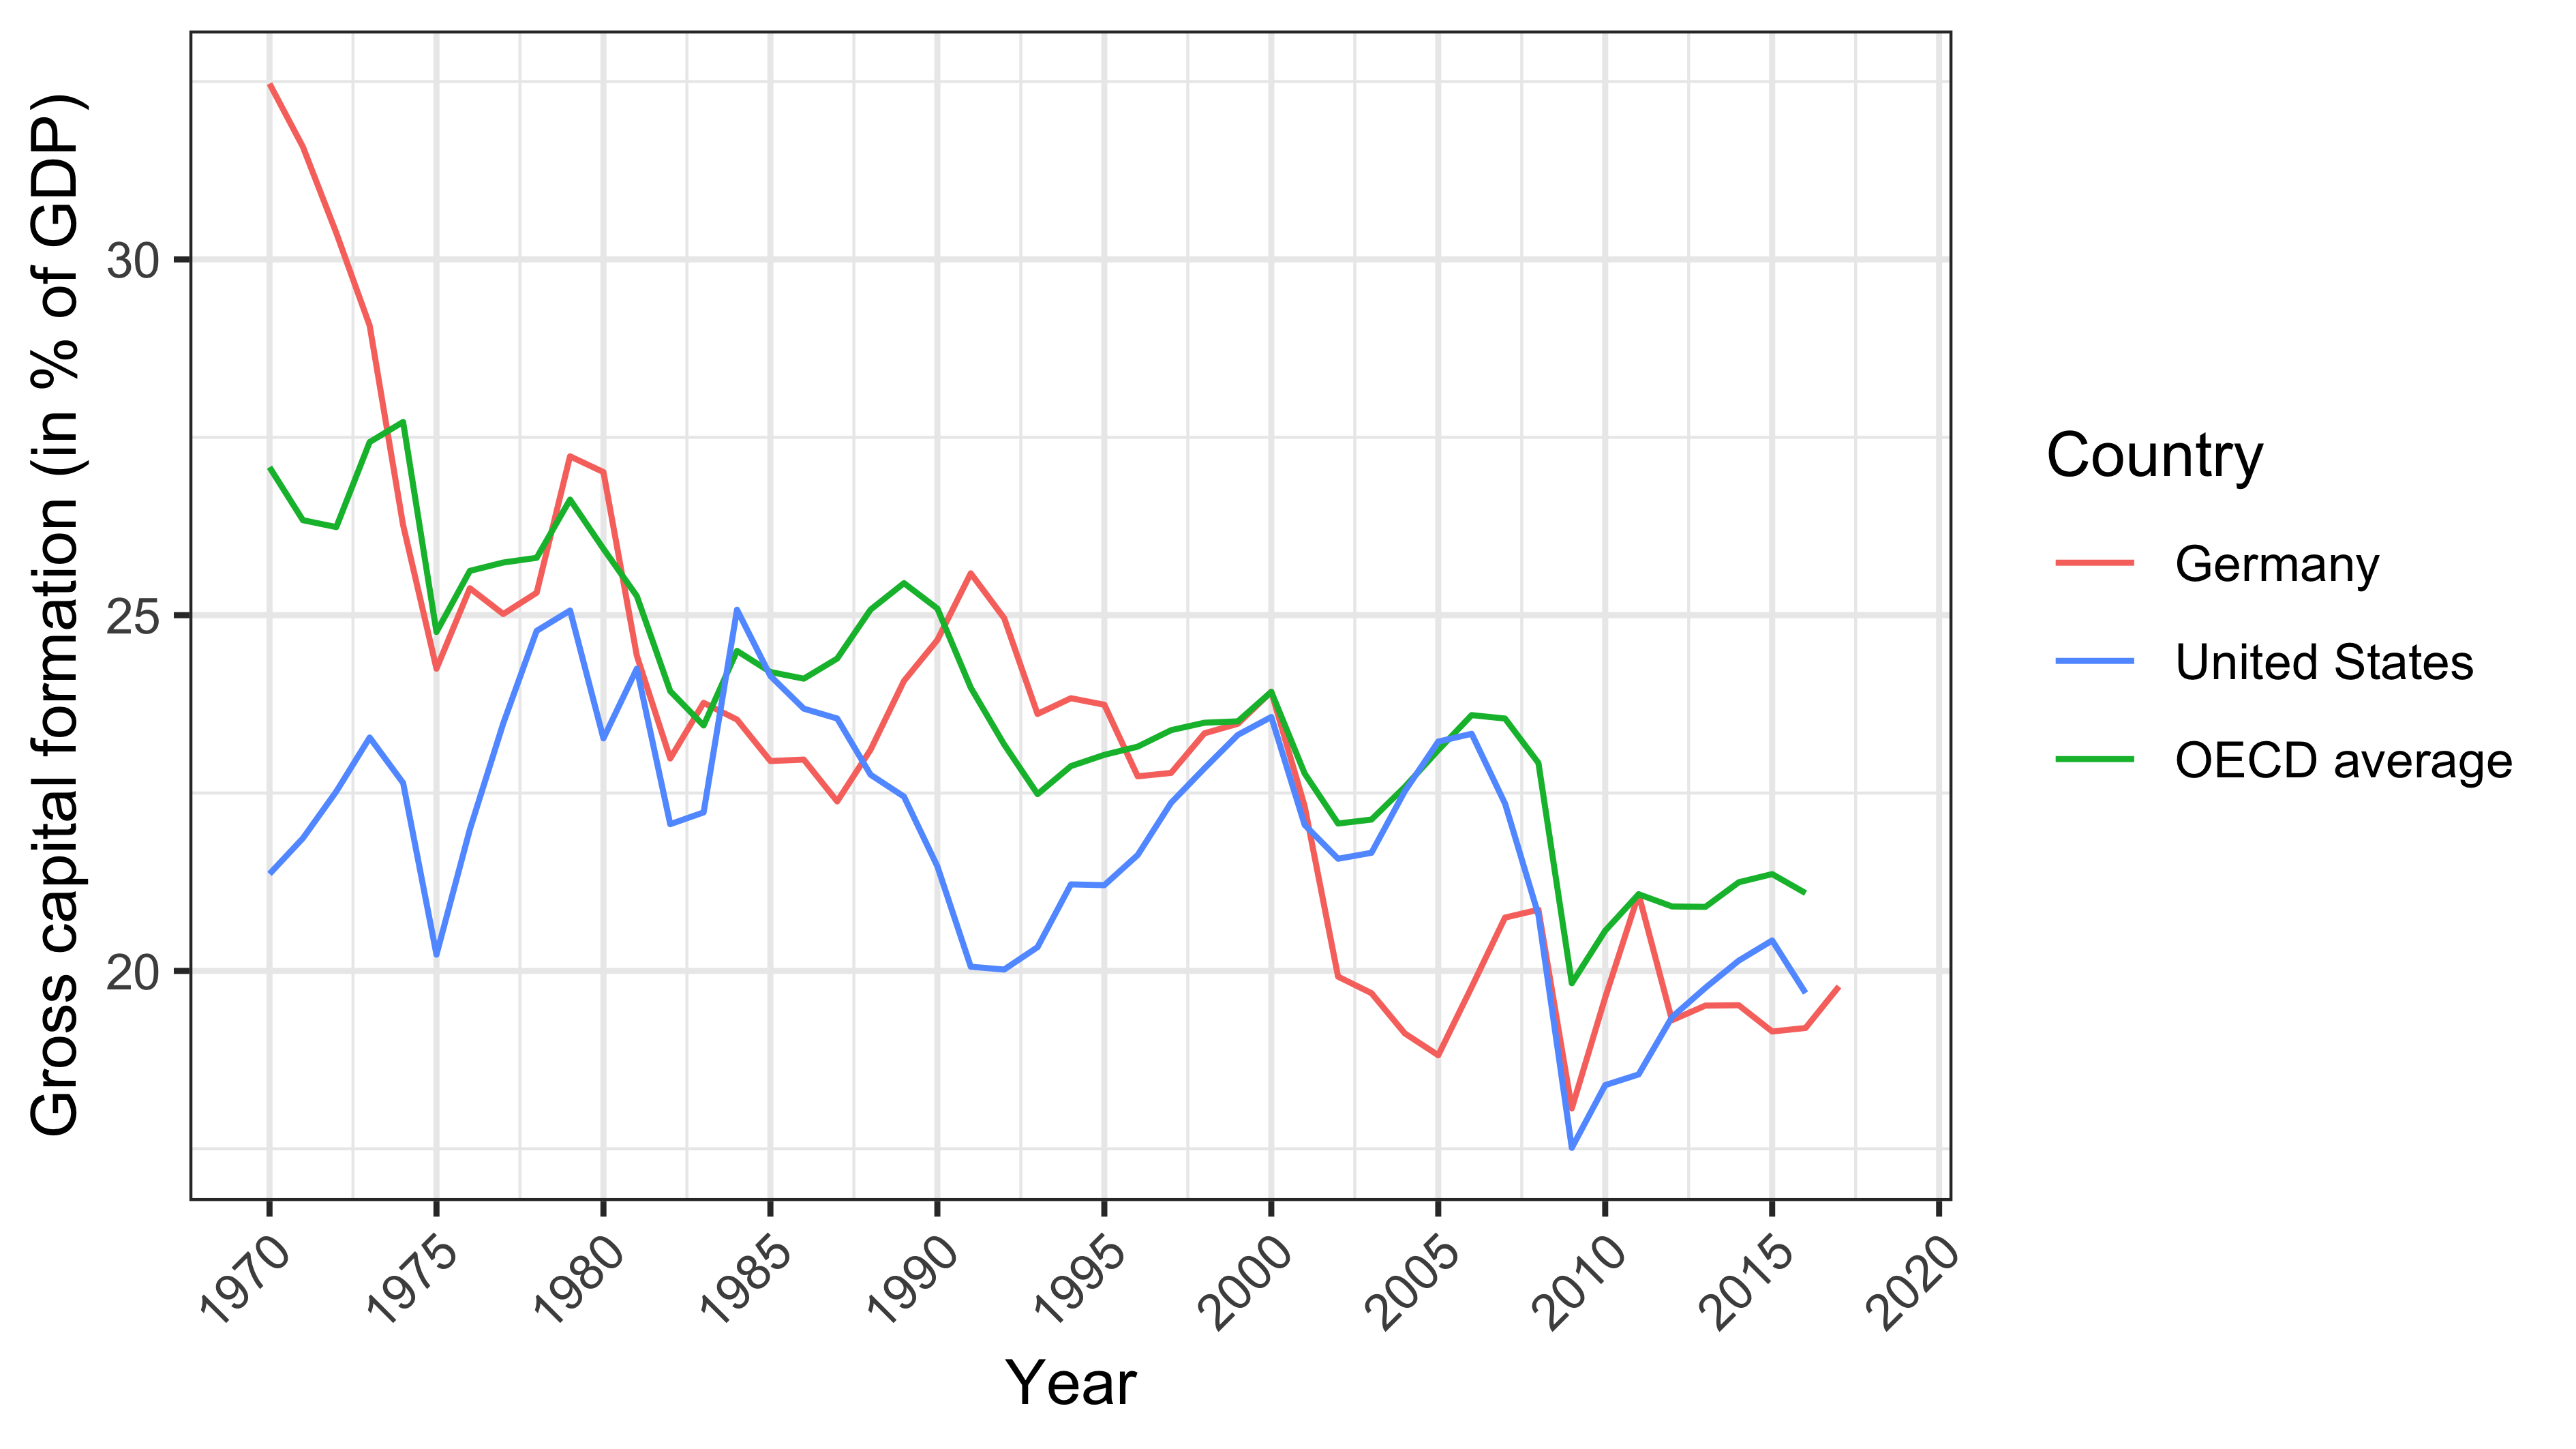 Gross capital formation (in % of GDP)
30
25
20
1970
1975
1980
1985
1990
1995
2000
2005
2010
2015
2020
Year
Country
Germany
United States
OECD average